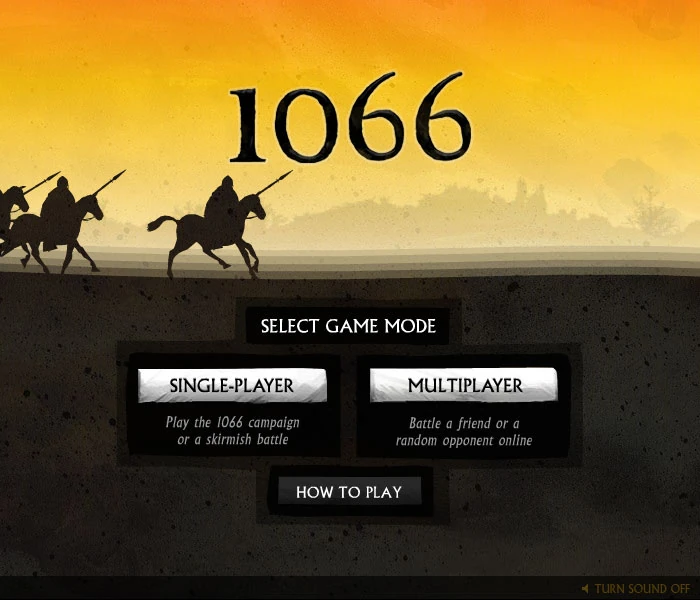 1066
SELECT GAME MODE
SINGLE-PLAYER
Play the 1066 campaign
or a skirmish battle
MULTIPLAYER
Battle a friend or a
random opponent online
HOW TO PLAY
TURN SOUND OFF